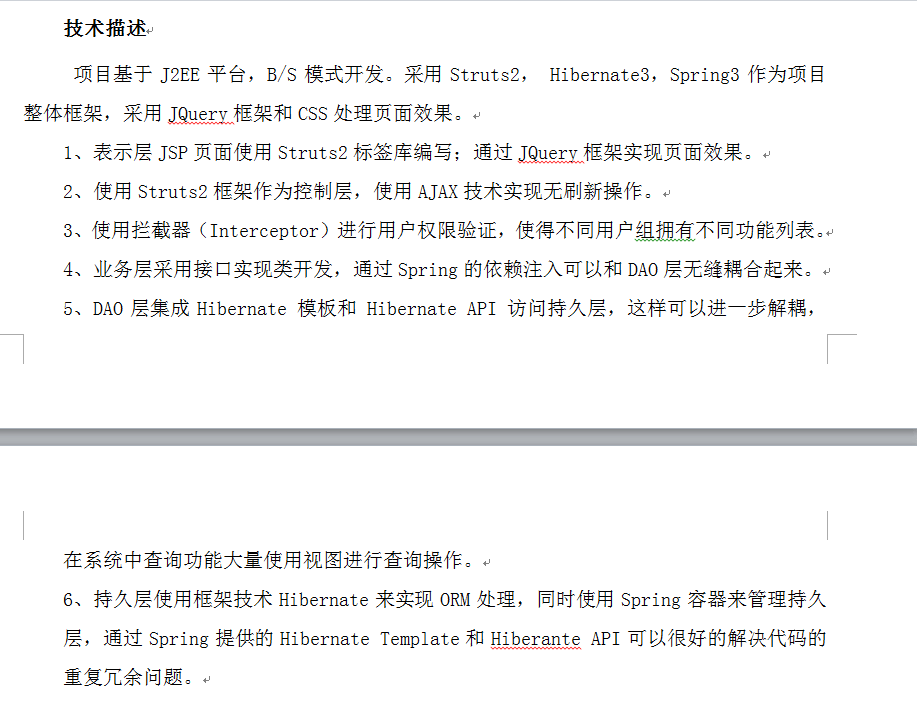 技术描述
项目基于 J2EE 平台，B/S 模式开发。采用 Struts2， Hibernate3，Spring3 作为项目
整体框架，采用 JQuery 框架和 CSS 处理页面效果。
1、表示层 JSP 页面使用 Struts2 标签库编写；通过 JQuery 框架实现页面效果。
2、使用 Struts2 框架作为控制层，使用 AJAX 技术实现无刷新操作。
3、使用拦截器（Interceptor）进行用户权限验证，使得不同用户组拥有不同功能列表。
4、业务层采用接口实现类开发，通过 Spring 的依赖注入可以和 DAO 层无缝耦合起来。
5、DAO 层集成 Hibernate 模板和 Hibernate API 访问持久层，这样可以进一步解耦，
在系统中查询功能大量使用视图进行查询操作。
6、持久层使用框架技术 Hibernate 来实现 ORM 处理，同时使用 Spring 容器来管理持久
层，通过 Spring 提供的 Hibernate Template 和 Hiberante API 可以很好的解决代码的
重复冗余问题。